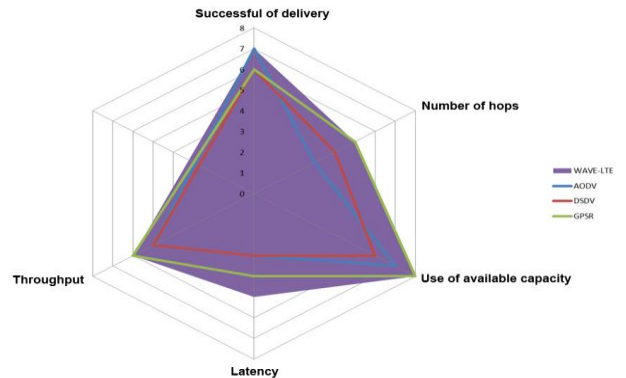 Successful of delivery
8
7
6
5
4
3
2
1
0
Number of hops
WAVE-LTE
AODV
DSDV
GPSR
Use of available capacity
Throughput
Latency